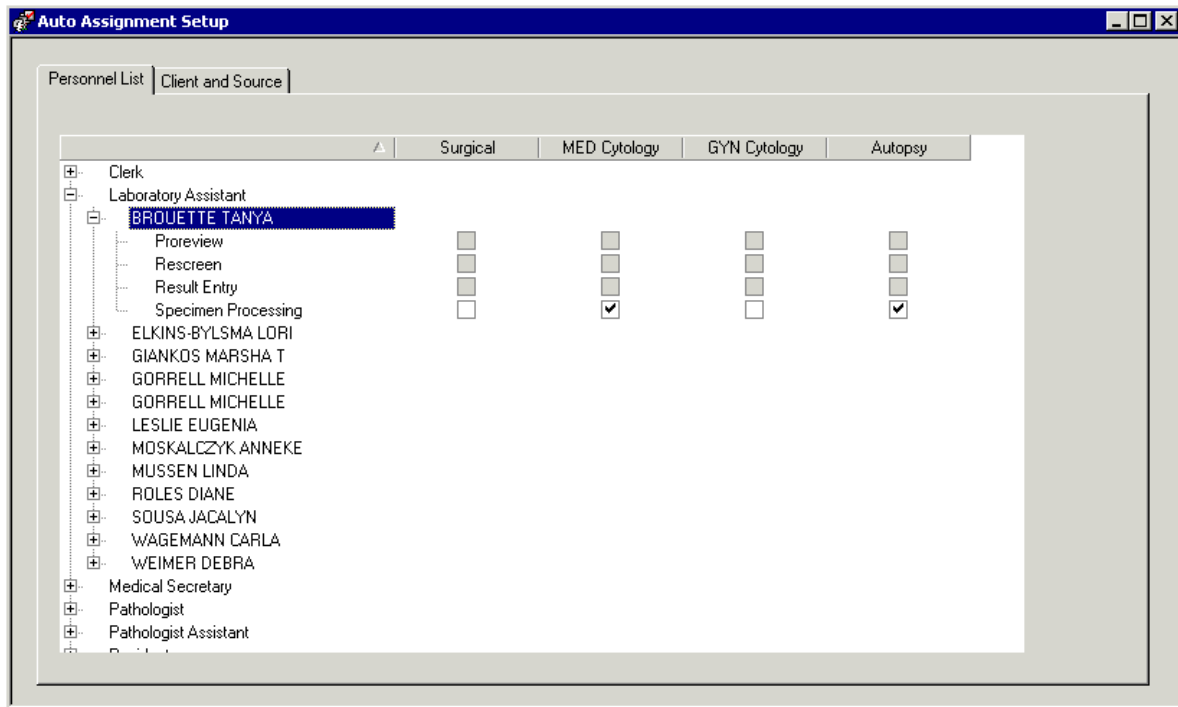 Auto Assignment Setup
Personnel List Client and Source
Surgical MED Cytology GYN Cytology Autopsy
Clerk
Laboratory Assistant
BROUETTE TANYA
Proreview
Rescreen
Result Entry
Specimen Processing
ELKINS-BYLSMA LORI
GIANKOS MARSHA T
GORRELL MICHELLE
GORRELL MICHELLE
LESLIE EUGENIA
MOSKALCZYK ANNEKE
MUSSEN LINDA
ROLES DIANE
SOUSA JACALYN
WAGEMANN CARLA
WEIMER DEBRA
Medical Secretary
Pathologist
Pathologist Assistant